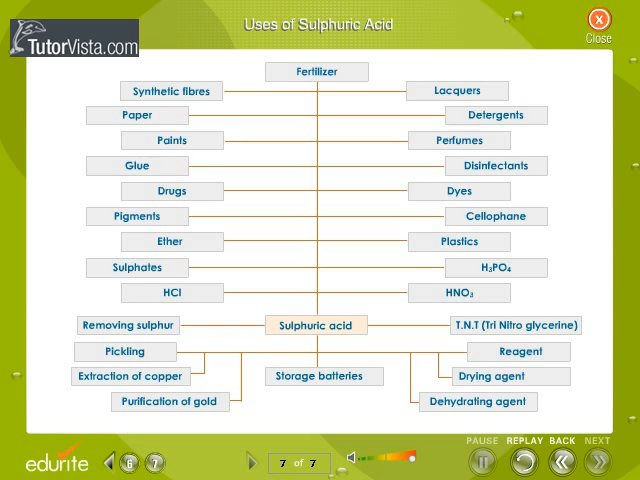 Uses of Sulphuric Acid
Close
TutorVista.com
Fertilizer
Synthetic fibres
Lacquers
Paper
Detergents
Paints
Perfumes
Glue
Disinfectants
Drugs
Dyes
Pigments
Cellophane
Ether
Plastics
Sulphates
H₃PO₄
HCl
HNO₃
Removing sulphur
Sulphuric acid
T.N.T (Tri Nitro glycerine)
Pickling
Reagent
Extraction of copper
Storage batteries
Drying agent
Purification of gold
Dehydrating agent
PAUSE REPLAY BACK NEXT
edurite
6 7
7 of 7